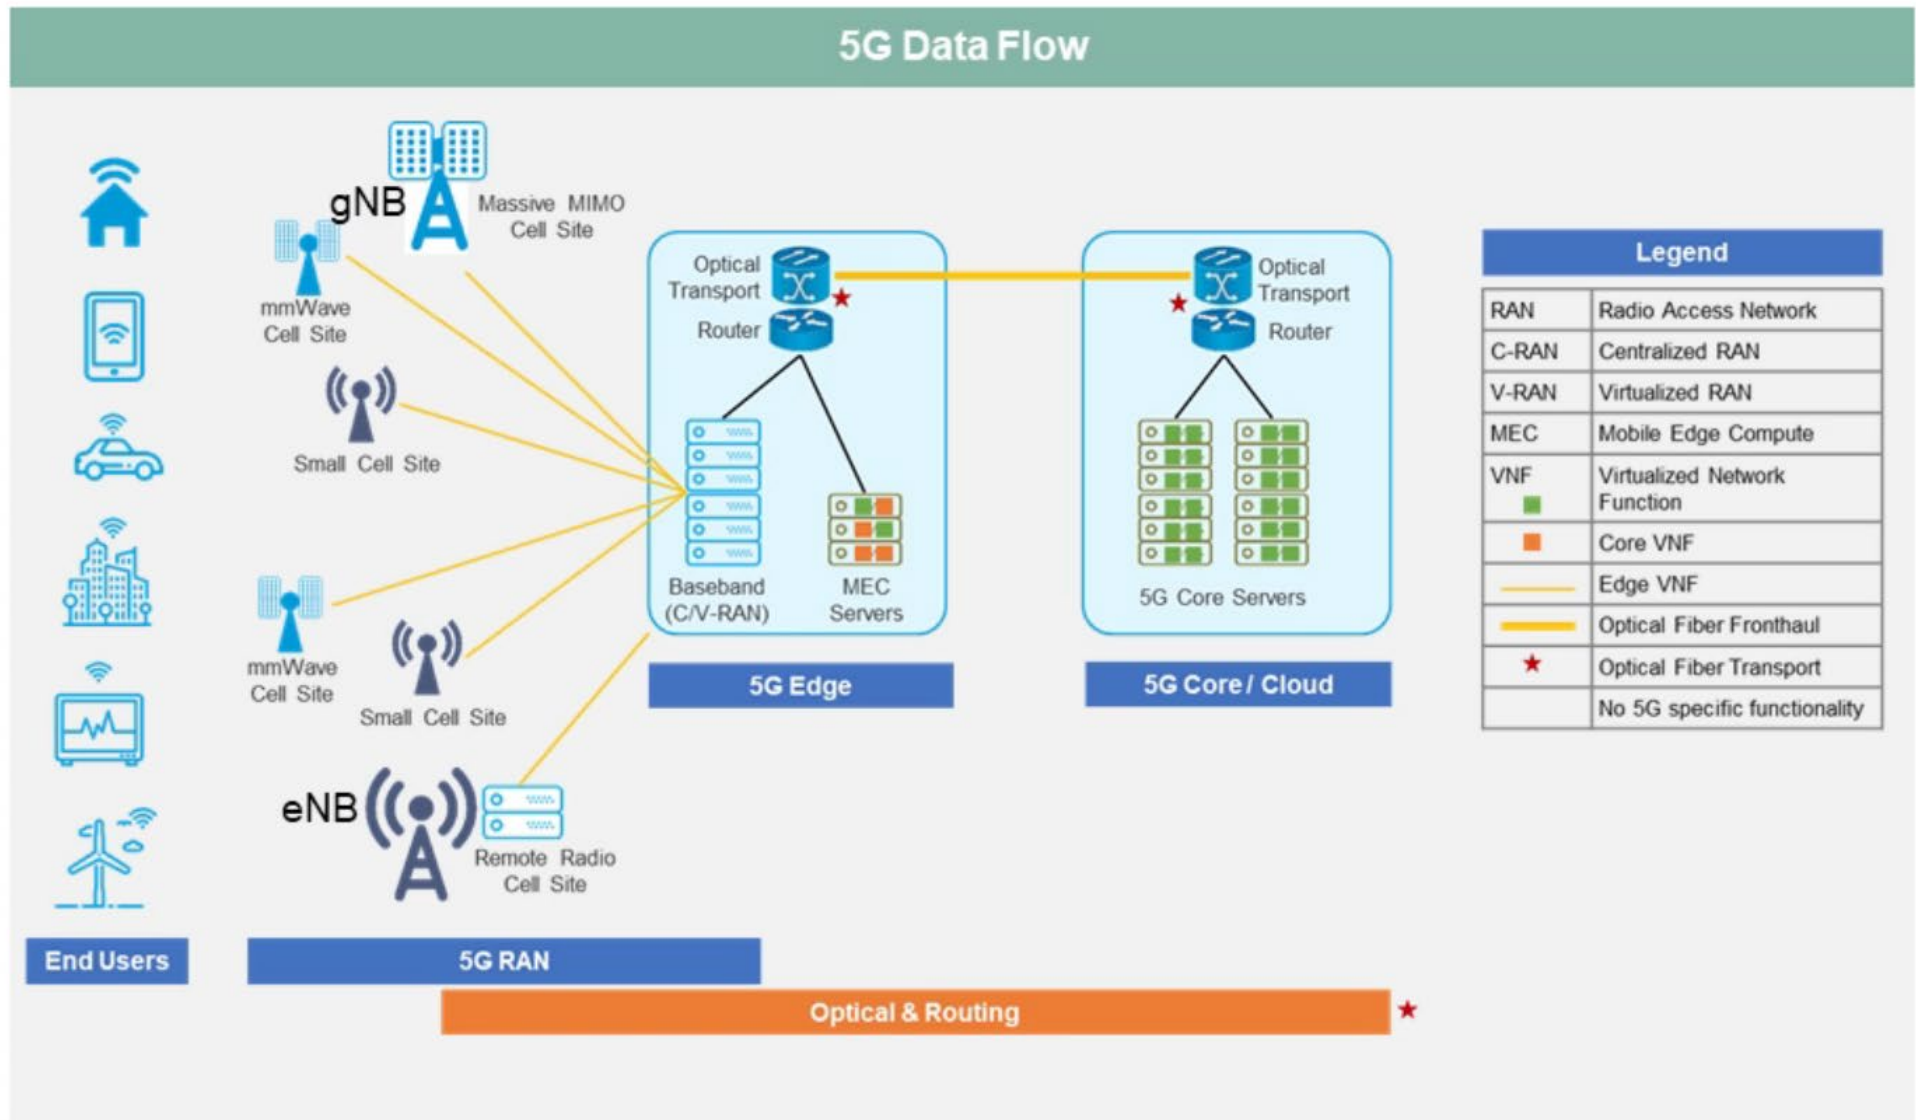 5G Data Flow
gNB
Massive MIMO
Cell Site
mmWave
Cell Site
Small Cell Site
mmWave
Cell Site
Small Cell Site
eNB
Remote Radio
Cell Site
Optical
Transport
Router
Baseband
(C/V-RAN)
MEC
Servers
5G Edge
Optical
Transport
Router
5G Core Servers
5G Core / Cloud
Legend
RAN Radio Access Network
C-RAN Centralized RAN
V-RAN Virtualized RAN
MEC Mobile Edge Compute
VNF Virtualized Network
Function
Core VNF
Edge VNF
Optical Fiber Fronthaul
Optical Fiber Transport
No 5G specific functionality
End Users
5G RAN
Optical & Routing